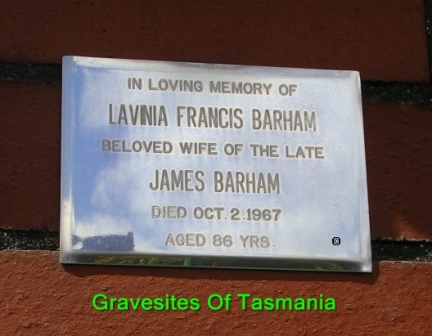 IN LOVING MEMORY OF
LAVINIA FRANCIS BARHAM
BELOVED WIFE OF THE LATE
JAMES BARHAM
DIED OCT. 2. 1967
AGED 86 YRS.
Gravesites Of Tasmania